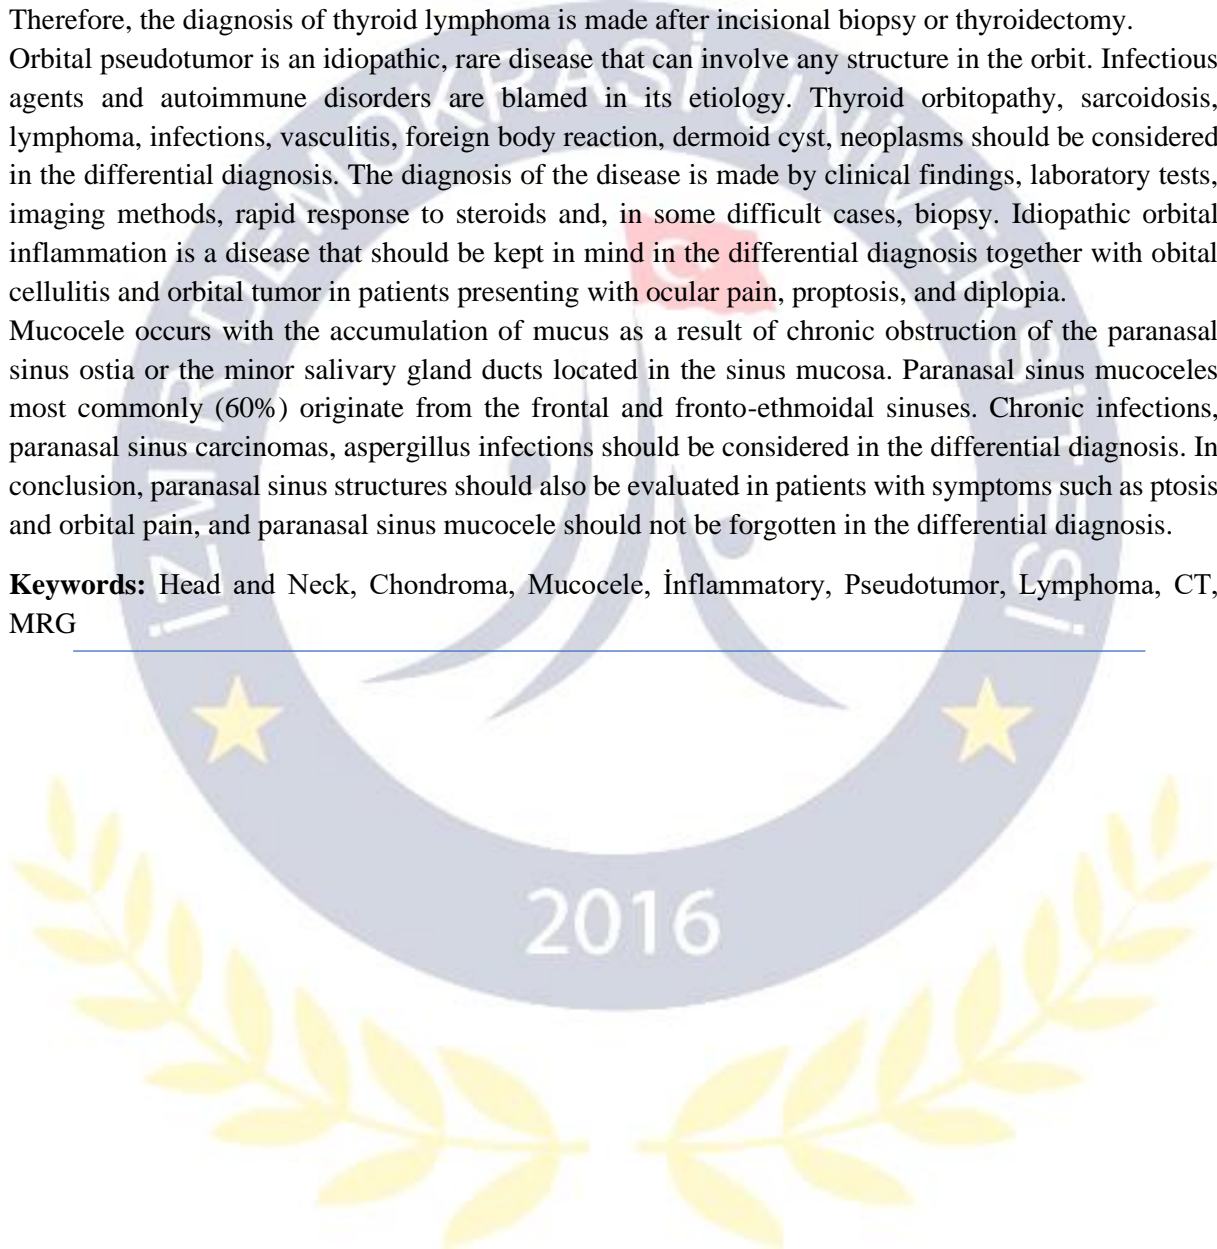 Therefore, the diagnosis of thyroid lymphoma is made after incisional biopsy or thyroidectomy.
Orbital pseudotumor is an idiopathic, rare disease that can involve any structure in the orbit. Infectious
agents and autoimmune disorders are blamed in its etiology. Thyroid orbitopathy, sarcoidosis,
lymphoma, infections, vasculitis, foreign body reaction, dermoid cyst, neoplasms should be considered
in the differential diagnosis. The diagnosis of the disease is made by clinical findings, laboratory tests,
imaging methods, rapid response to steroids and, in some difficult cases, biopsy. Idiopathic orbital
inflammation is a disease that should be kept in mind in the differential diagnosis together with obital
cellulitis and orbital tumor in patients presenting with ocular pain, proptosis, and diplopia.
Mucocele occurs with the accumulation of mucus as a result of chronic obstruction of the paranasal
sinus ostia or the minor salivary gland ducts located in the sinus mucosa. Paranasal sinus mucoceles
most commonly (60%) originate from the frontal and fronto-ethmoidal sinuses. Chronic infections,
paranasal sinus carcinomas, aspergillus infections should be considered in the differential diagnosis. In
conclusion, paranasal sinus structures should also be evaluated in patients with symptoms such as ptosis
and orbital pain, and paranasal sinus mucocele should not be forgotten in the differential diagnosis.
Keywords: Head and Neck, Chondroma, Mucocele, İnflammatory, Pseudotumor, Lymphoma, CT,
MRG
İZMİR DEMOKRASİ ÜNİVERSİTESİ
2016